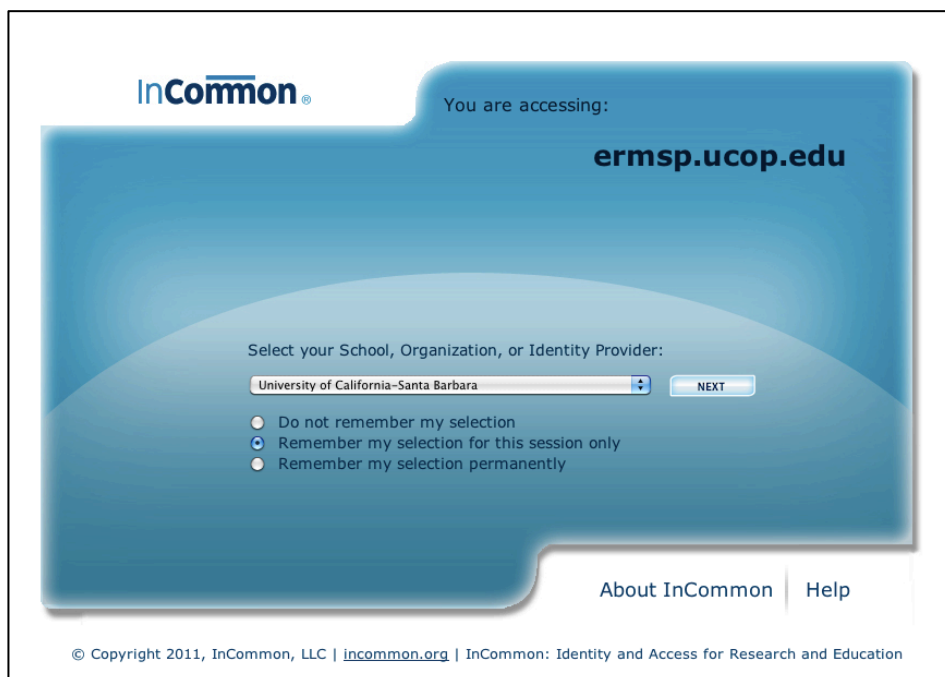 InCommon®
You are accessing:
ermsp.ucop.edu
Select your School, Organization, or Identity Provider:
University of California–Santa Barbara
NEXT
Do not remember my selection
Remember my selection for this session only
Remember my selection permanently
About InCommon | Help
© Copyright 2011, InCommon, LLC | incommon.org | InCommon: Identity and Access for Research and Education